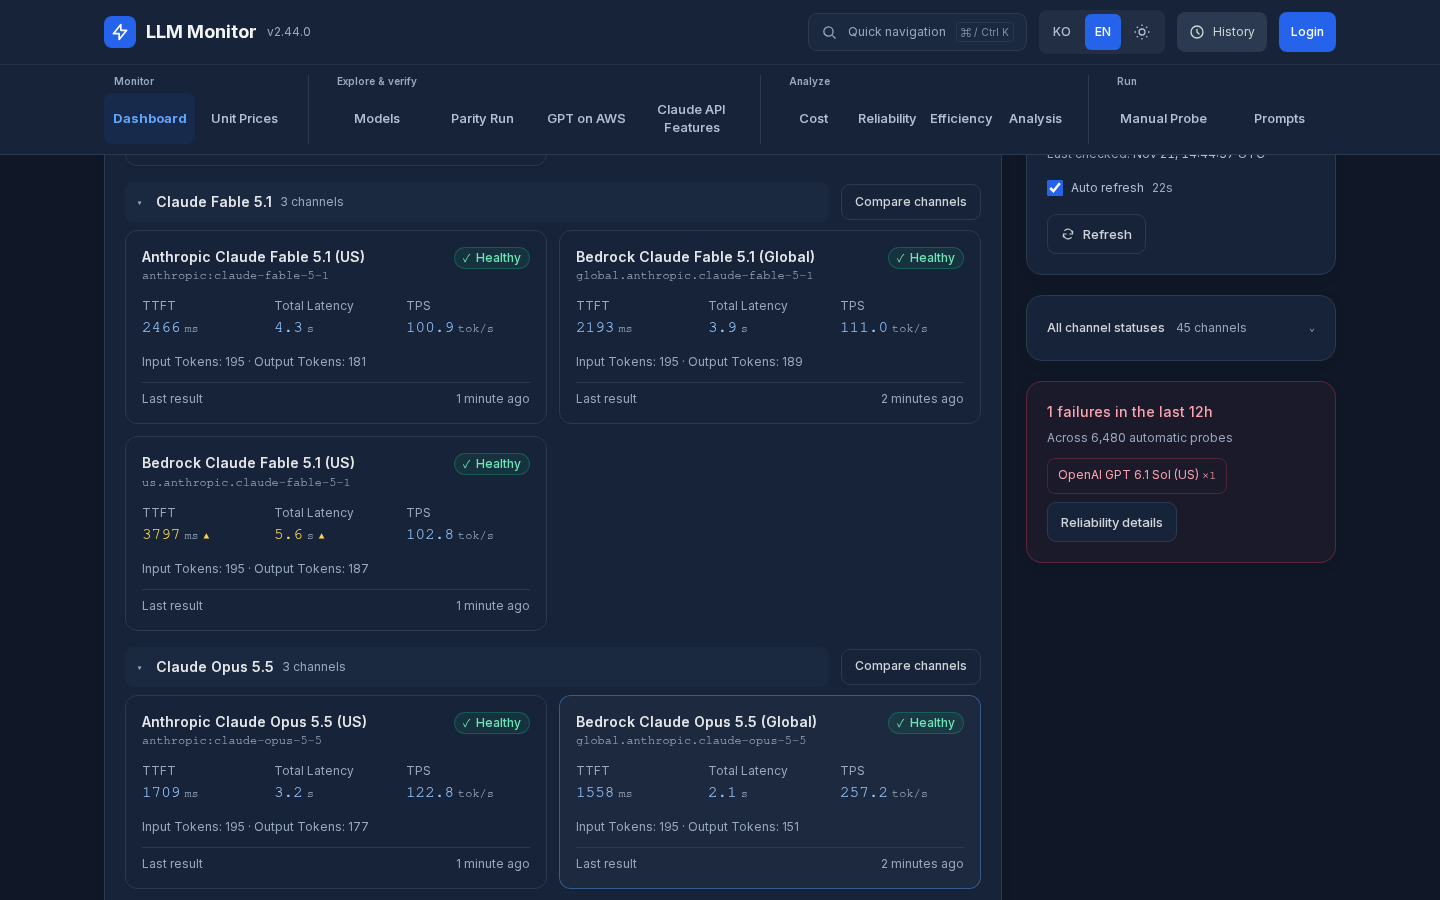 LLM Monitor v2.44.0
Quick navigation ⌘ / Ctrl K
KO EN
History
Login
Monitor
Dashboard
Unit Prices
Explore & verify
Models
Parity Run
GPT on AWS
Claude API
Features
Analyze
Cost
Reliability
Efficiency
Analysis
Run
Manual Probe
Prompts
▾ Claude Fable 5.1 3 channels
Compare channels
Anthropic Claude Fable 5.1 (US)
✓ Healthy
anthropic:claude-fable-5-1
TTFT Total Latency TPS
2466 ms 4.3 s 100.9 tok/s
Input Tokens: 195 · Output Tokens: 181
Last result 1 minute ago
Bedrock Claude Fable 5.1 (Global)
✓ Healthy
global.anthropic.claude-fable-5-1
TTFT Total Latency TPS
2193 ms 3.9 s 111.0 tok/s
Input Tokens: 195 · Output Tokens: 189
Last result 2 minutes ago
Bedrock Claude Fable 5.1 (US)
✓ Healthy
us.anthropic.claude-fable-5-1
TTFT Total Latency TPS
3797 ms ▲ 5.6 s ▲ 102.8 tok/s
Input Tokens: 195 · Output Tokens: 187
Last result 1 minute ago
▾ Claude Opus 5.5 3 channels
Compare channels
Anthropic Claude Opus 5.5 (US)
✓ Healthy
anthropic:claude-opus-5-5
TTFT Total Latency TPS
1709 ms 3.2 s 122.8 tok/s
Input Tokens: 195 · Output Tokens: 177
Last result 1 minute ago
Bedrock Claude Opus 5.5 (Global)
✓ Healthy
global.anthropic.claude-opus-5-5
TTFT Total Latency TPS
1558 ms 2.1 s 257.2 tok/s
Input Tokens: 195 · Output Tokens: 151
Last result 2 minutes ago
Last checked: Nov 21,
Auto refresh 22s
Refresh
All channel statuses 45 channels
1 failures in the last 12h
Across 6,480 automatic probes
OpenAI GPT 6.1 Sol (US) ×1
Reliability details